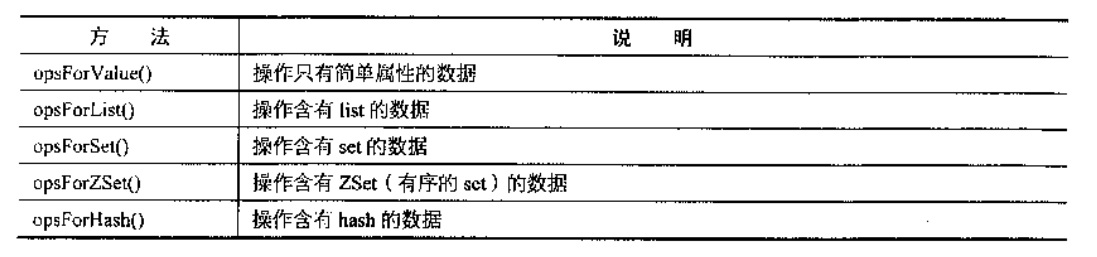 方 法 说 明
opsForValue() 操作只有简单属性的数据
opsForList() 操作含有 list 的数据
opsForSet() 操作含有 set 的数据
opsForZSet() 操作含有 ZSet（有序的 set）的数据
opsForHash() 操作含有 hash 的数据